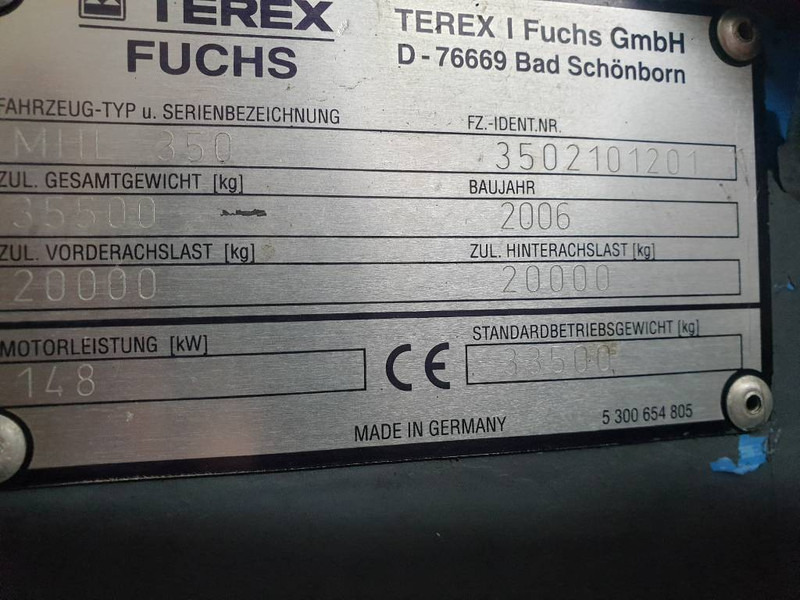 TEREX
FUCHS
TEREX | Fuchs GmbH
D - 76669 Bad Schönborn
FAHRZEUG-TYP u. SERIENBEZEICHNUNG
FZ.-IDENT.NR.
MHL 350
3502101201
ZUL. GESAMTGEWICHT [kg]
BAUJAHR
35500
2006
ZUL. VORDERACHSLAST [kg]
ZUL. HINTERACHSLAST [kg]
20000
20000
MOTORLEISTUNG [kW]
STANDARDBETRIEBSGEWICHT [kg]
148
CE
33500
MADE IN GERMANY
5 300 654 805